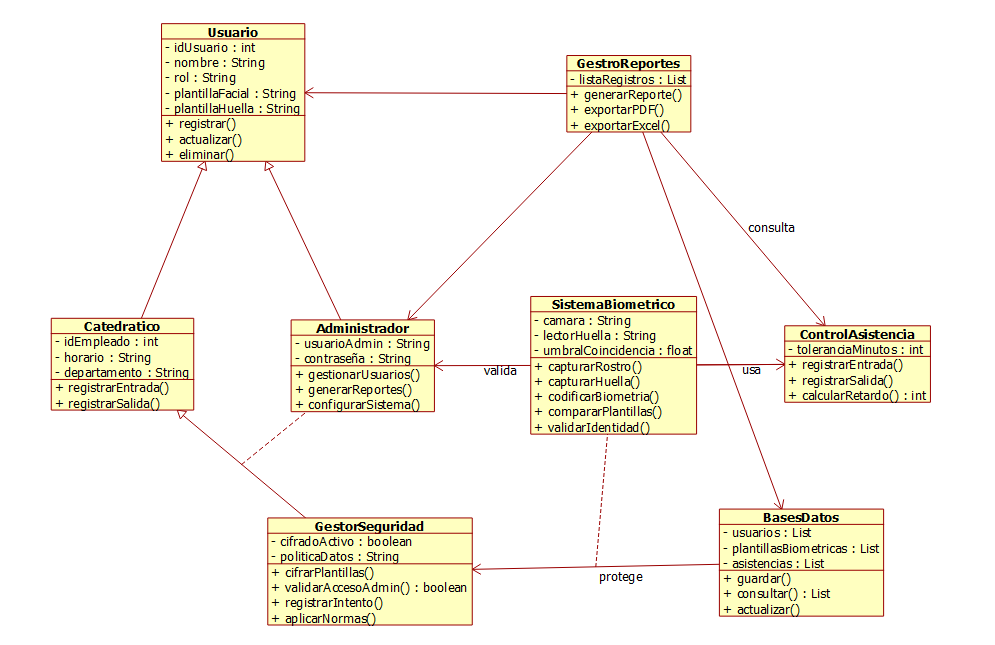 Usuario
- idUsuario : int
- nombre : String
- rol : String
- plantillaFacial : String
- plantillaHuella : String
+ registrar()
+ actualizar()
+ eliminar()
GestroReportes
- listaRegistros : List
+ generarReporte()
+ exportarPDF()
+ exportarExcel()
consulta
Catedratico
- idEmpleado : int
- horario : String
- departamento : String
+ registrarEntrada()
+ registrarSalida()
Administrador
- usuarioAdmin : String
- contraseña : String
+ gestionarUsuarios()
+ generarReportes()
+ configurarSistema()
valida
SistemaBiometrico
- camara : String
- lectorHuella : String
- umbralCoincidencia : float
+ capturarRostro()
+ capturarHuella()
+ codificarBiometria()
+ compararPlantillas()
+ validarIdentidad()
usa
ControlAsistencia
- toleranciaMinutos : int
+ registrarEntrada()
+ registrarSalida()
+ calcularRetardo() : int
GestorSeguridad
- cifradoActivo : boolean
- politicaDatos : String
+ cifrarPlantillas()
+ validarAccesoAdmin() : boolean
+ registrarIntento()
+ aplicarNormas()
protege
BasesDatos
- usuarios : List
- plantillasBiometricas : List
- asistencias : List
+ guardar()
+ consultar() : List
+ actualizar()